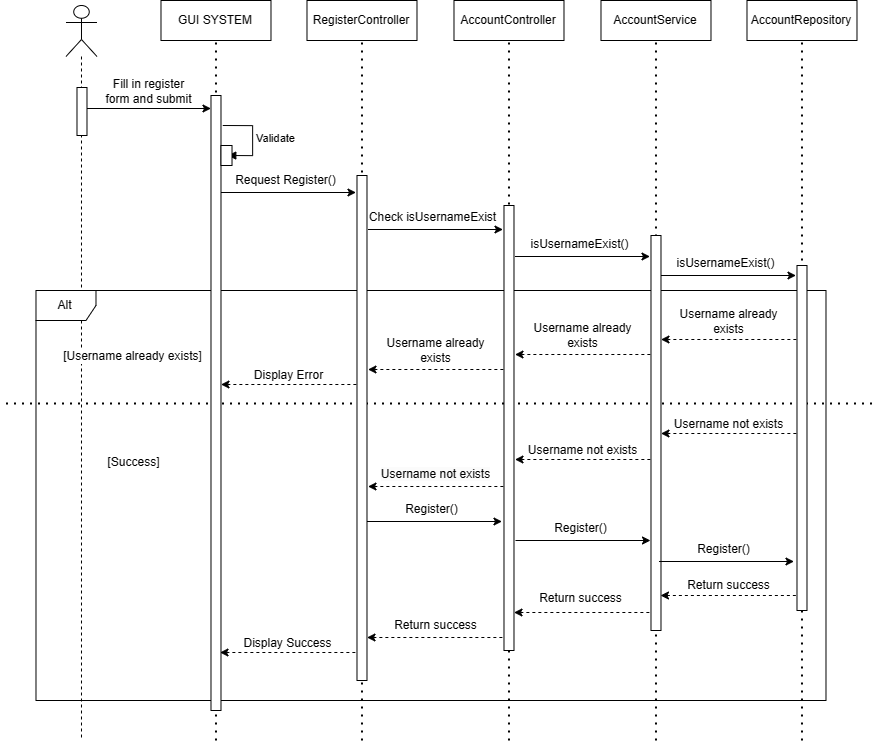 GUI SYSTEM
RegisterController
AccountController
AccountService
AccountRepository
Fill in register
form and submit
Validate
Request Register()
Check isUsernameExist
isUsernameExist()
isUsernameExist()
Alt
Username already
exists
Username already
exists
Username already
exists
[Username already exists]
Display Error
Username not exists
Username not exists
[Success]
Username not exists
Register()
Register()
Register()
Return success
Return success
Return success
Display Success